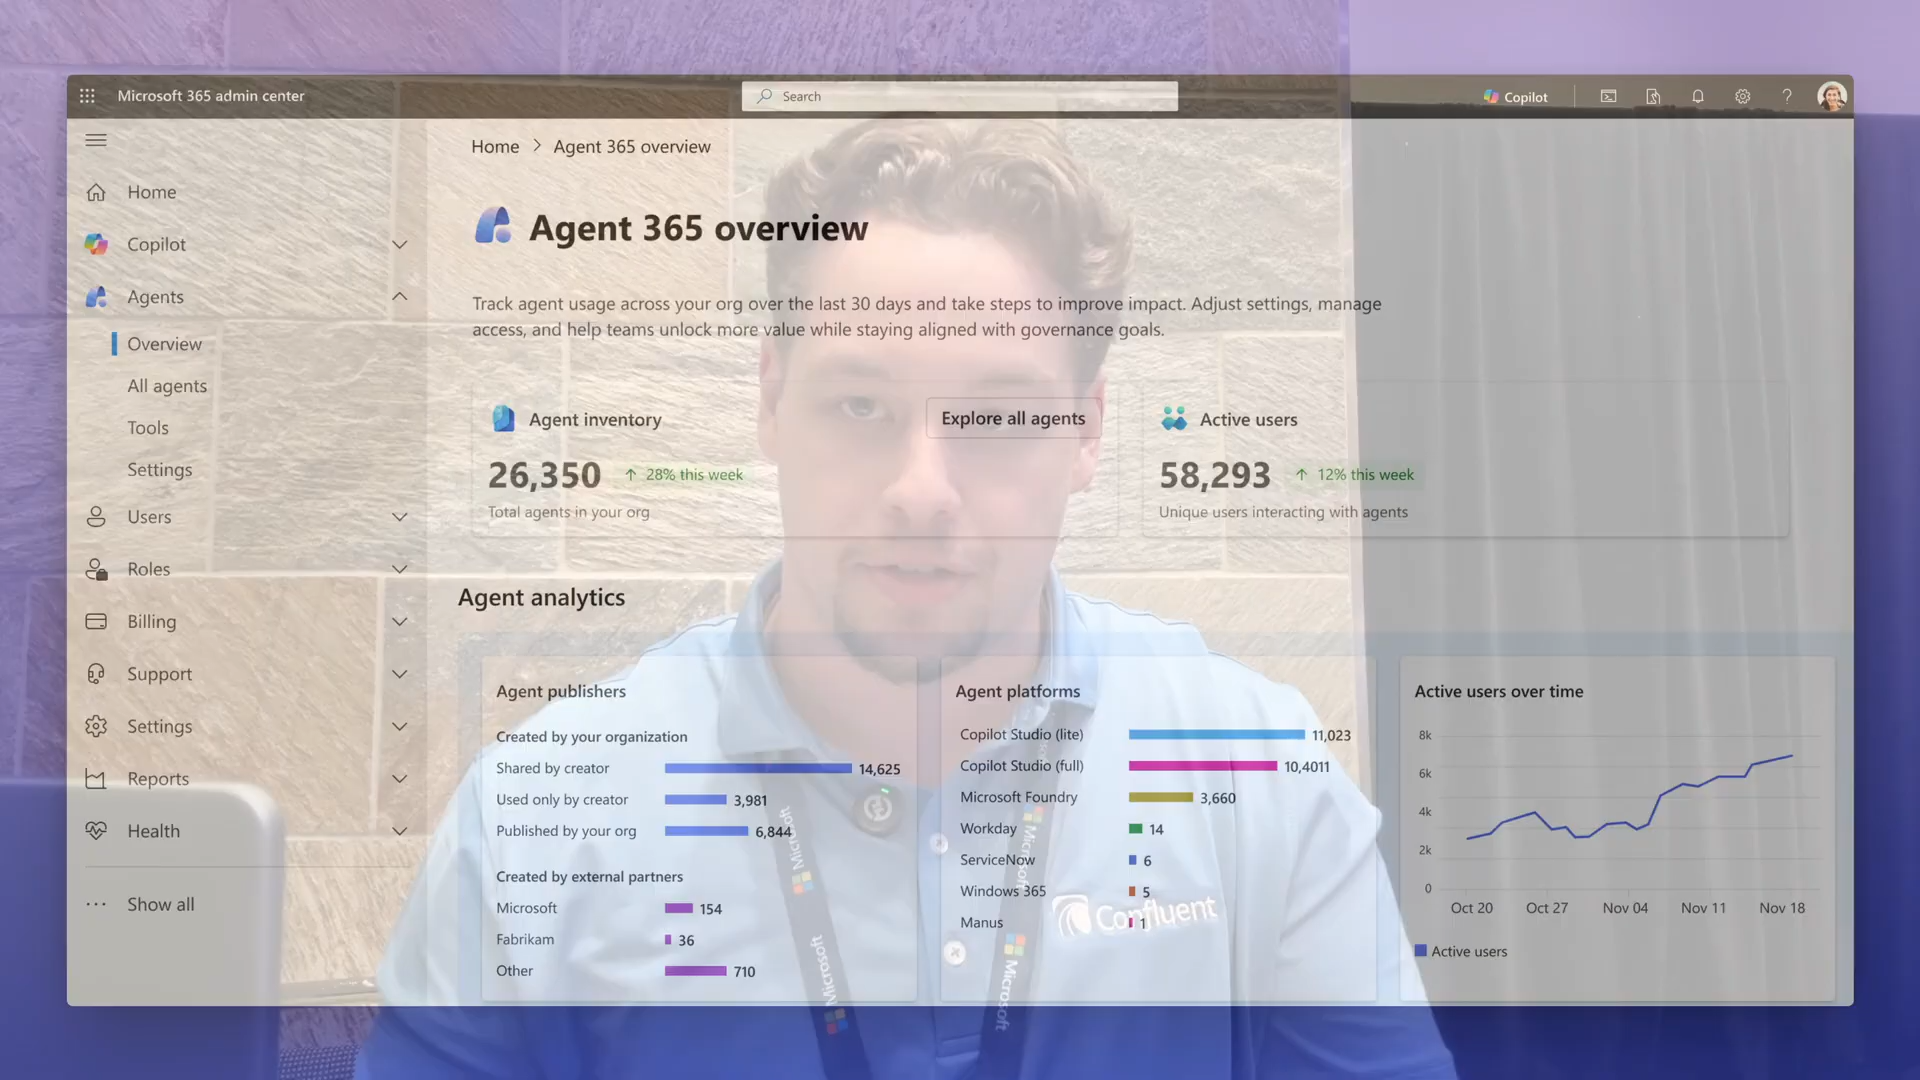 Microsoft 365 admin center
Search
Copilot
?
Home
Copilot
Agents
Overview
All agents
Tools
Settings
Users
Roles
Billing
Support
Settings
Reports
Health
Show all
Home > Agent 365 overview
Agent 365 overview
Track agent usage across your org over the last 30 days and take steps to improve impact. Adjust settings, manage
access, and help teams unlock more value while staying aligned with governance goals.
Agent inventory
Explore all agents
26,350 ↑ 28% this week
Total agents in your org
Active users
58,293 ↑ 12% this week
Unique users interacting with agents
Agent analytics
Agent publishers
Created by your organization
Shared by creator 14,625
Used only by creator 3,981
Published by your org 6,844
Created by external partners
Microsoft 154
Fabrikam 36
Other 710
Agent platforms
Copilot Studio (lite) 11,023
Copilot Studio (full) 10,4011
Microsoft Foundry 3,660
Workday 14
ServiceNow 6
Windows 365 5
Manus 1
Active users over time
8k
6k
4k
2k
0
Oct 20 Oct 27 Nov 04 Nov 11 Nov 18
Active users
Confluent
Microsoft
Microsoft
Microsoft
Microsoft
Microsoft